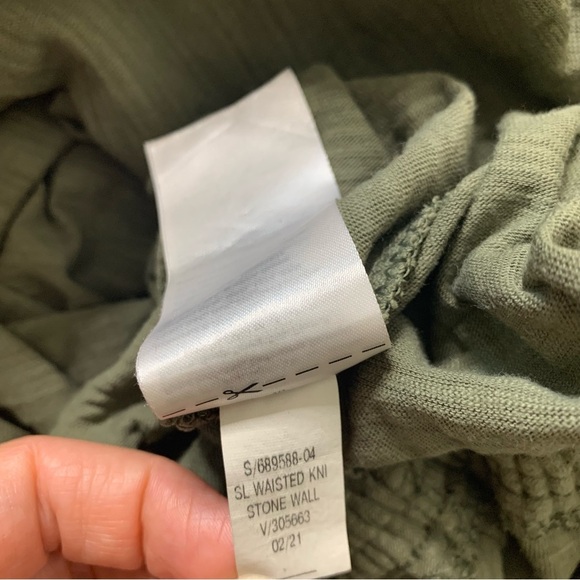 S/689588-04
SL WAISTED KNI
STONE WALL
V/305663
02/21